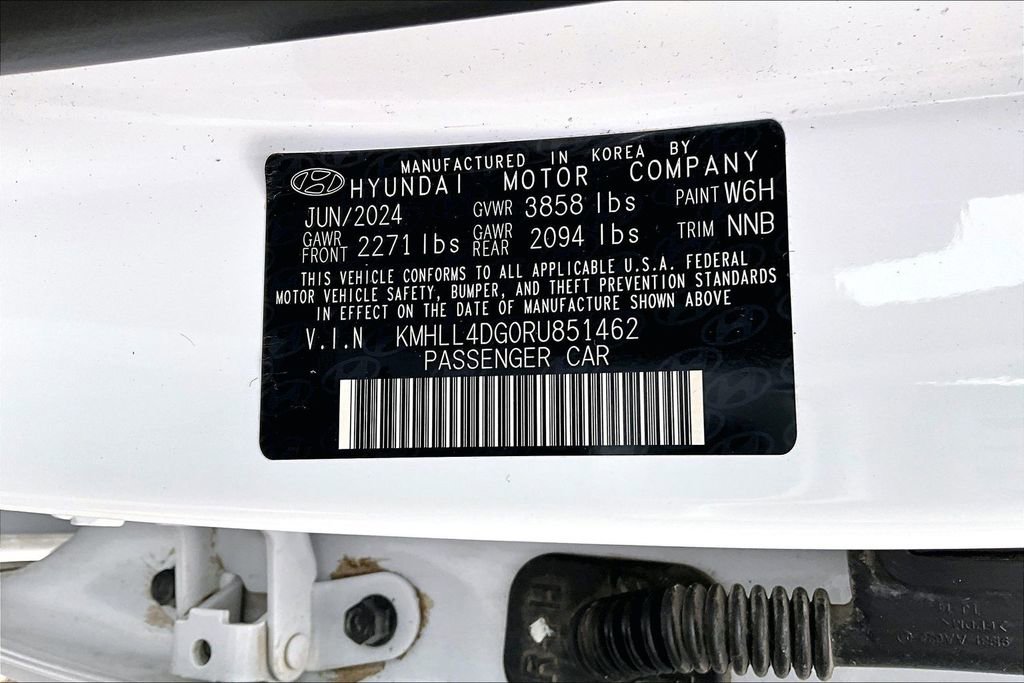 MANUFACTURED IN KOREA BY
HYUNDAI MOTOR COMPANY
JUN/2024 GVWR 3858 lbs PAINT W6H
GAWR FRONT 2271 lbs GAWR REAR 2094 lbs TRIM NNB
THIS VEHICLE CONFORMS TO ALL APPLICABLE U.S.A. FEDERAL
MOTOR VEHICLE SAFETY, BUMPER, AND THEFT PREVENTION STANDARDS
IN EFFECT ON THE DATE OF MANUFACTURE SHOWN ABOVE
V.I.N KMHLL4DG0RU851462
PASSENGER CAR